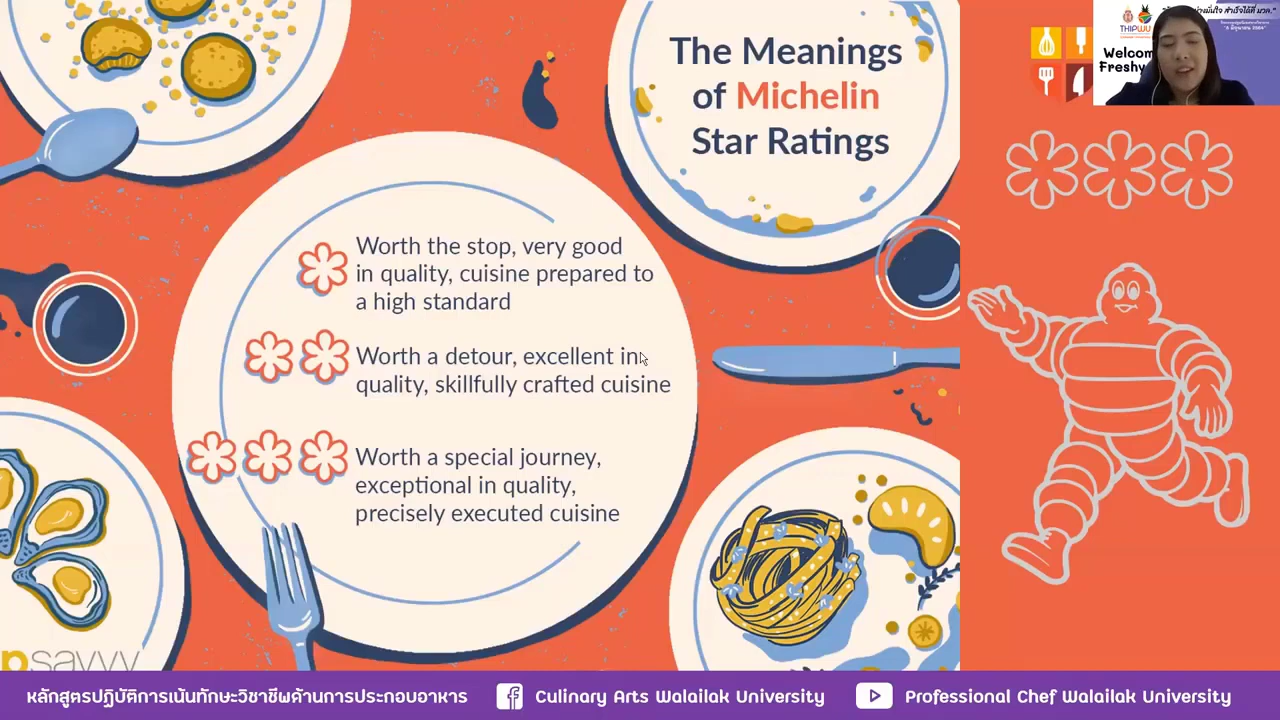 The Meanings
of Michelin
Star Ratings
Worth the stop, very good
in quality, cuisine prepared to
a high standard
Worth a detour, excellent in
quality, skillfully crafted cuisine
Worth a special journey,
exceptional in quality,
precisely executed cuisine
THIPWU
Welcom
Freshy
psavvy
หลักสูตรปฏิบัติการเน้นทักษะวิชาชีพด้านการประกอบอาหาร
Culinary Arts Walailak University
Professional Chef Walailak University